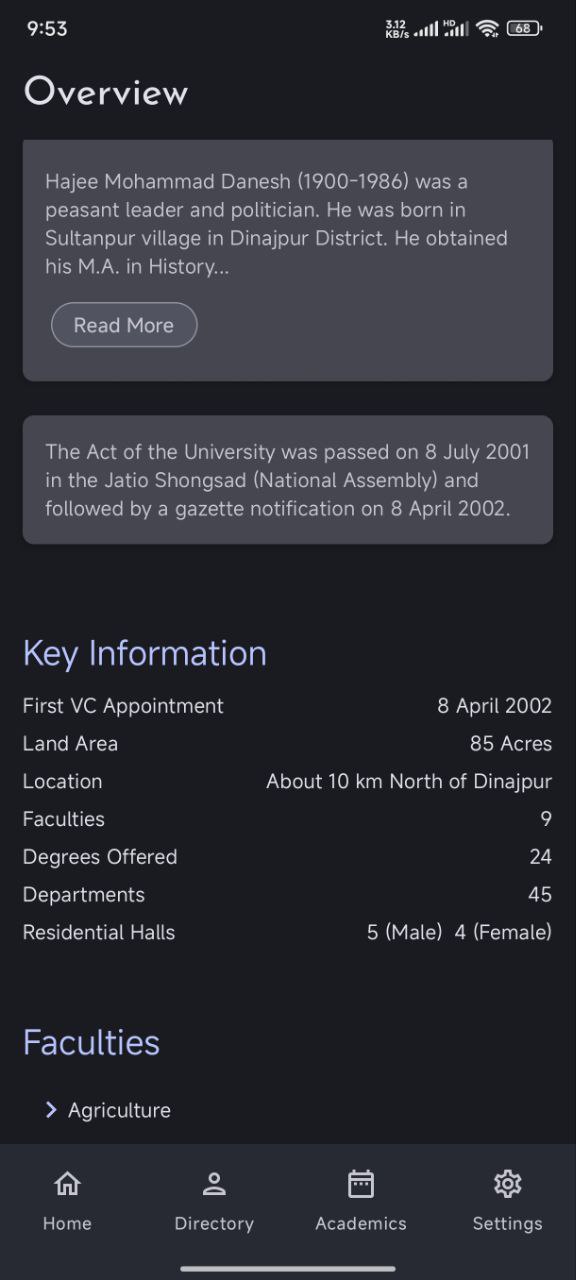 9:53
3.12
KB/s
HD
68
Overview
Hajee Mohammad Danesh (1900-1986) was a
peasant leader and politician. He was born in
Sultanpur village in Dinajpur District. He obtained
his M.A. in History...
Read More
The Act of the University was passed on 8 July 2001
in the Jatio Shongsad (National Assembly) and
followed by a gazette notification on 8 April 2002.
Key Information
First VC Appointment 8 April 2002
Land Area 85 Acres
Location About 10 km North of Dinajpur
Faculties 9
Degrees Offered 24
Departments 45
Residential Halls 5 (Male) 4 (Female)
Faculties
Agriculture
Home Directory Academics Settings